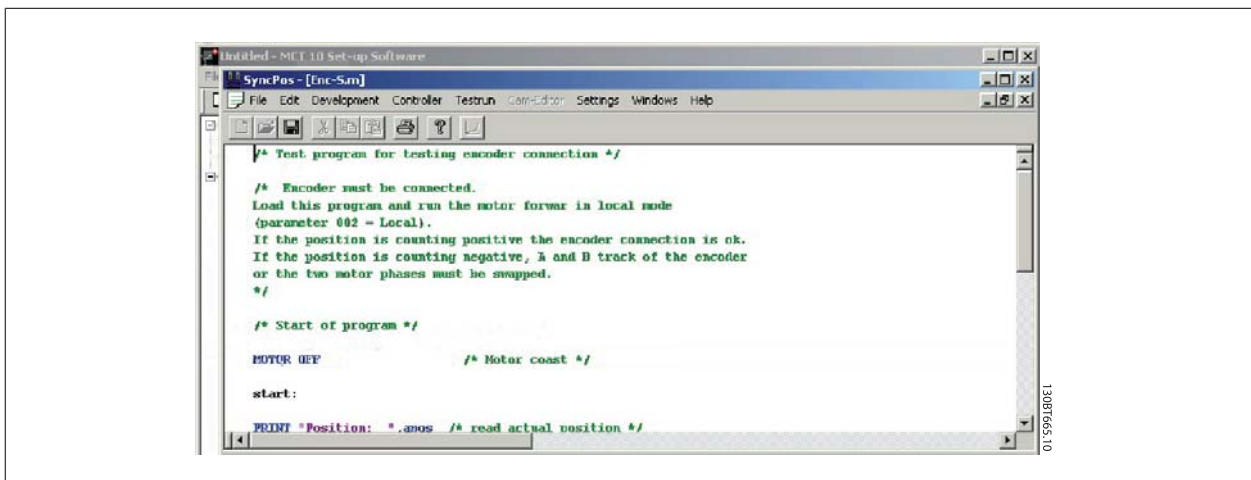 Untitled - MCT 10 Set-up Software
SyncPos - [Enc-S.m]
File Edit Development Controller Testrun Cam-Editor Settings Windows Help
/* Test program for testing encoder connection */
/* Encoder must be connected.
Load this program and run the motor forwar in local mode
(parameter 002 = Local).
If the position is counting positive the encoder connection is ok.
If the position is counting negative, A and B track of the encoder
or the two motor phases must be swapped.
*/
/* Start of program */
MOTOR OFF /* Motor coast */
start:
PRINT "Position: ",apos /* read actual position */
130BT665.10